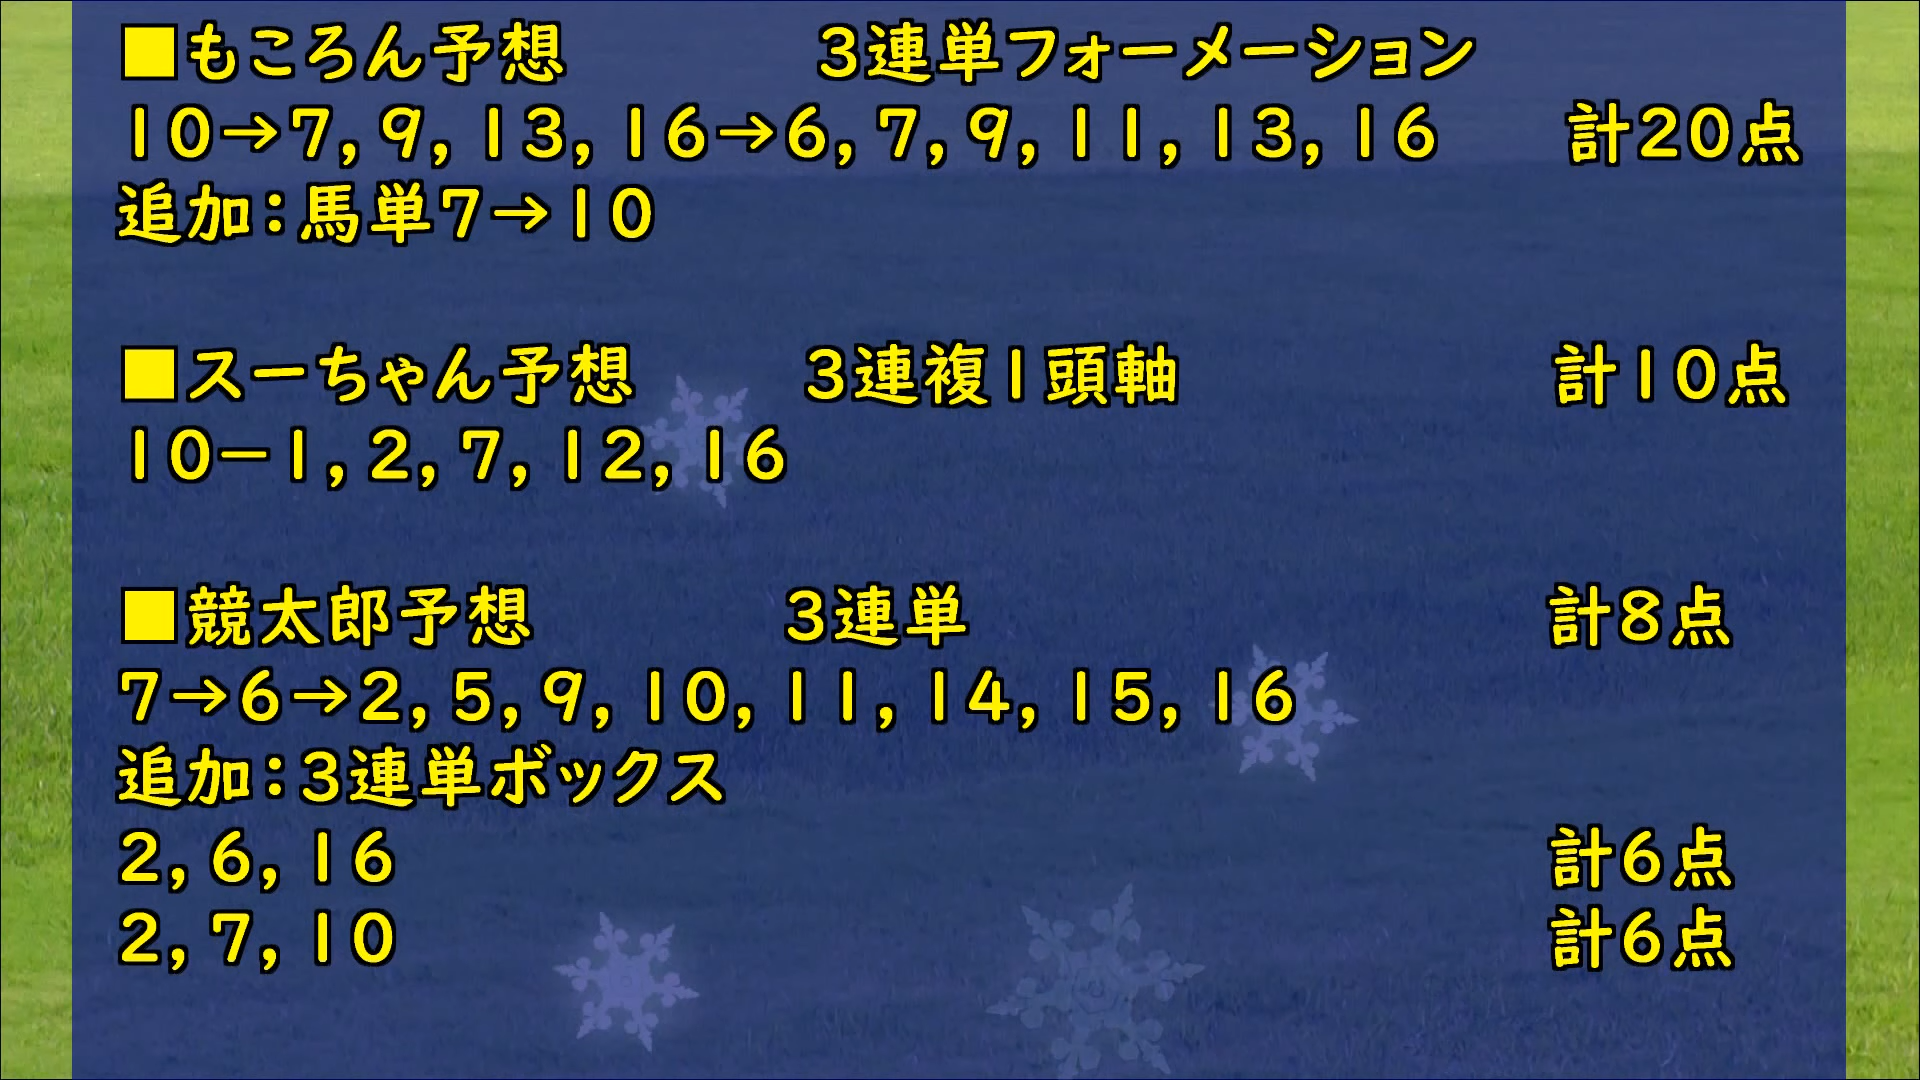 ■もころん予想 3連単フォーメーション
10→7,9,13,16→6,7,9,11,13,16 計20点
追加:馬単7→10
■スーちゃん予想 3連複1頭軸 計10点
10－1,2,7,12,16
■競太郎予想 3連単 計8点
7→6→2,5,9,10,11,14,15,16
追加:3連単ボックス
2,6,16 計6点
2,7,10 計6点